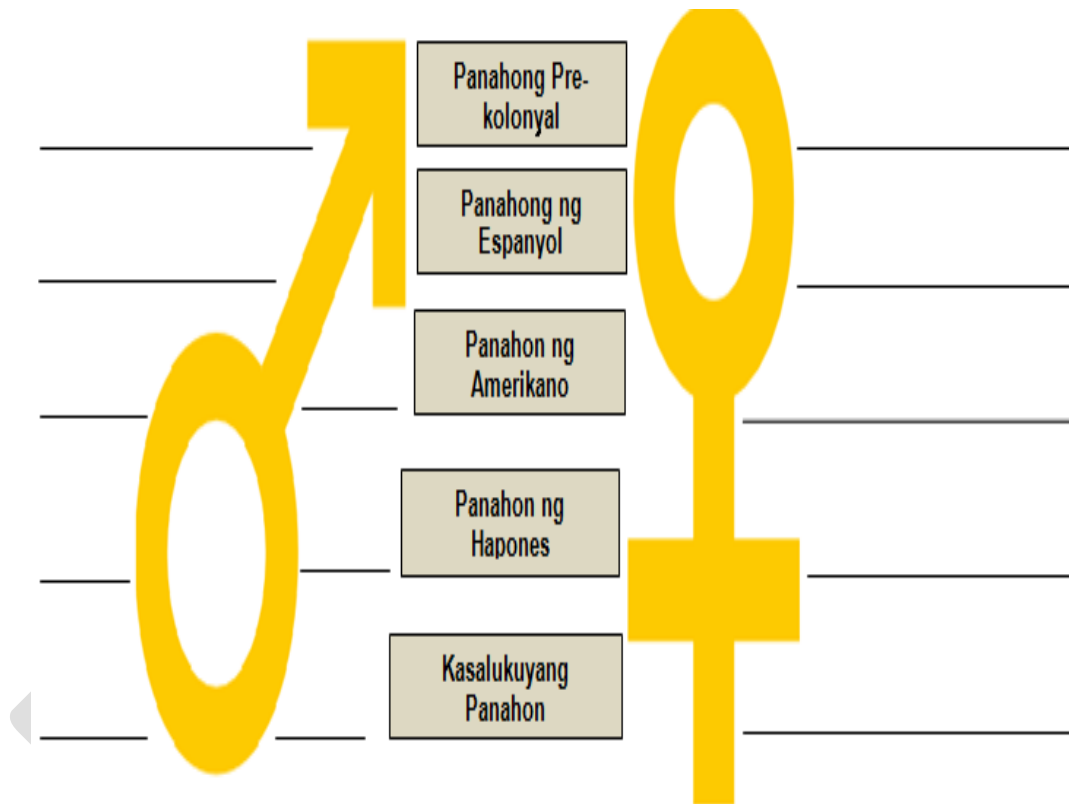 Panahong Pre-
kolonyal
Panahong ng
Espanyol
Panahon ng
Amerikano
Panahon ng
Hapones
Kasalukuyang
Panahon